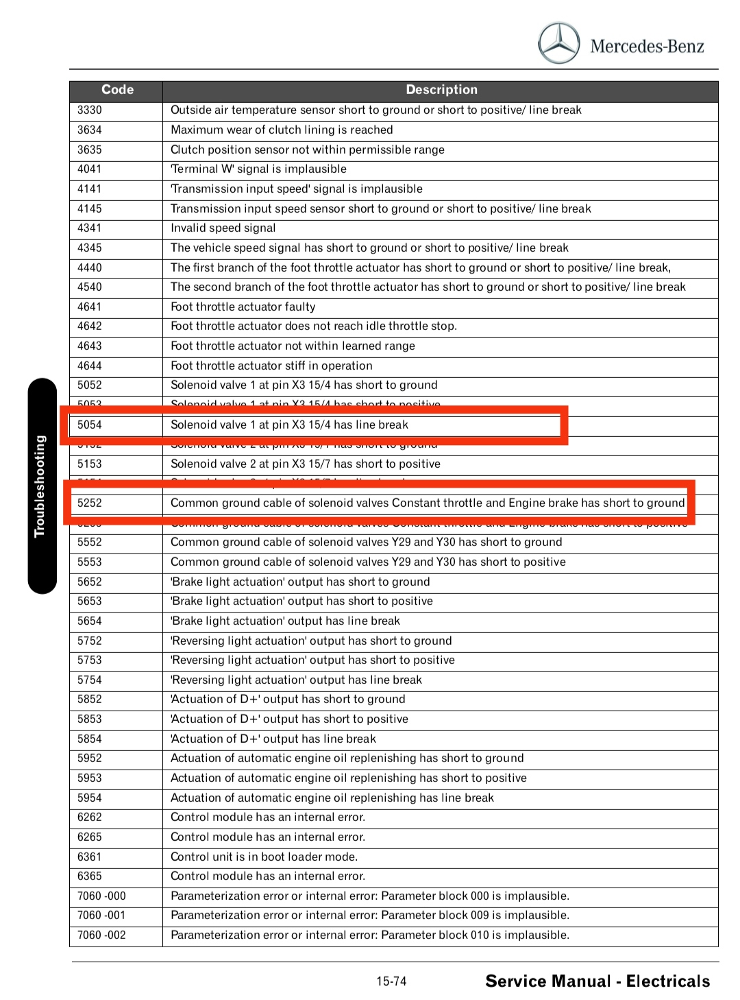 Mercedes-Benz
Code Description
3330 Outside air temperature sensor short to ground or short to positive/ line break
3634 Maximum wear of clutch lining is reached
3635 Clutch position sensor not within permissible range
4041 'Terminal W' signal is implausible
4141 'Transmission input speed' signal is implausible
4145 Transmission input speed sensor short to ground or short to positive/ line break
4341 Invalid speed signal
4345 The vehicle speed signal has short to ground or short to positive/ line break
4440 The first branch of the foot throttle actuator has short to ground or short to positive/ line break,
4540 The second branch of the foot throttle actuator has short to ground or short to positive/ line break
4641 Foot throttle actuator faulty
4642 Foot throttle actuator does not reach idle throttle stop.
4643 Foot throttle actuator not within learned range
4644 Foot throttle actuator stiff in operation
5052 Solenoid valve 1 at pin X3 15/4 has short to ground
5053 Solenoid valve 1 at pin X3 15/4 has short to positive
5054 Solenoid valve 1 at pin X3 15/4 has line break
5152 Solenoid valve 2 at pin X3 15/7 has short to ground
5153 Solenoid valve 2 at pin X3 15/7 has short to positive
5252 Common ground cable of solenoid valves Constant throttle and Engine brake has short to ground
Common ground cable of solenoid valves Constant throttle and Engine brake has short to positive
5552 Common ground cable of solenoid valves Y29 and Y30 has short to ground
5553 Common ground cable of solenoid valves Y29 and Y30 has short to positive
5652 'Brake light actuation' output has short to ground
5653 'Brake light actuation' output has short to positive
5654 'Brake light actuation' output has line break
5752 'Reversing light actuation' output has short to ground
5753 'Reversing light actuation' output has short to positive
5754 'Reversing light actuation' output has line break
5852 'Actuation of D+' output has short to ground
5853 'Actuation of D+' output has short to positive
5854 'Actuation of D+' output has line break
5952 Actuation of automatic engine oil replenishing has short to ground
5953 Actuation of automatic engine oil replenishing has short to positive
5954 Actuation of automatic engine oil replenishing has line break
6262 Control module has an internal error.
6265 Control module has an internal error.
6361 Control unit is in boot loader mode.
6365 Control module has an internal error.
7060 -000 Parameterization error or internal error: Parameter block 000 is implausible.
7060 -001 Parameterization error or internal error: Parameter block 009 is implausible.
7060 -002 Parameterization error or internal error: Parameter block 010 is implausible.
Troubleshooting
15-74 Service Manual - Electricals